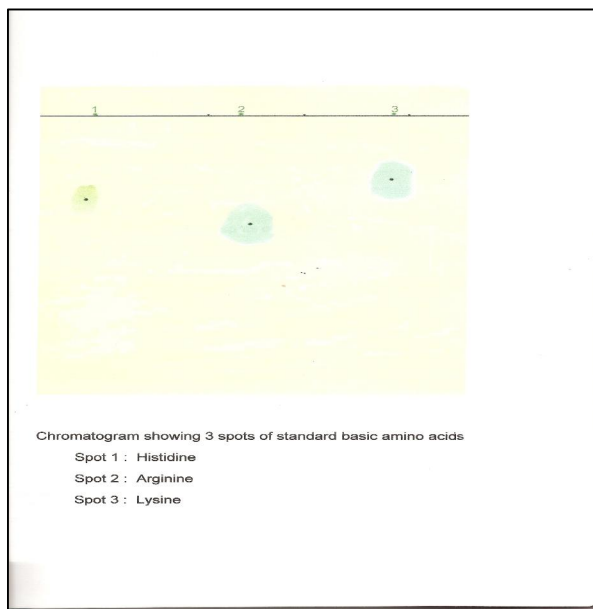 1 2 3
Chromatogram showing 3 spots of standard basic amino acids
Spot 1 : Histidine
Spot 2 : Arginine
Spot 3 : Lysine